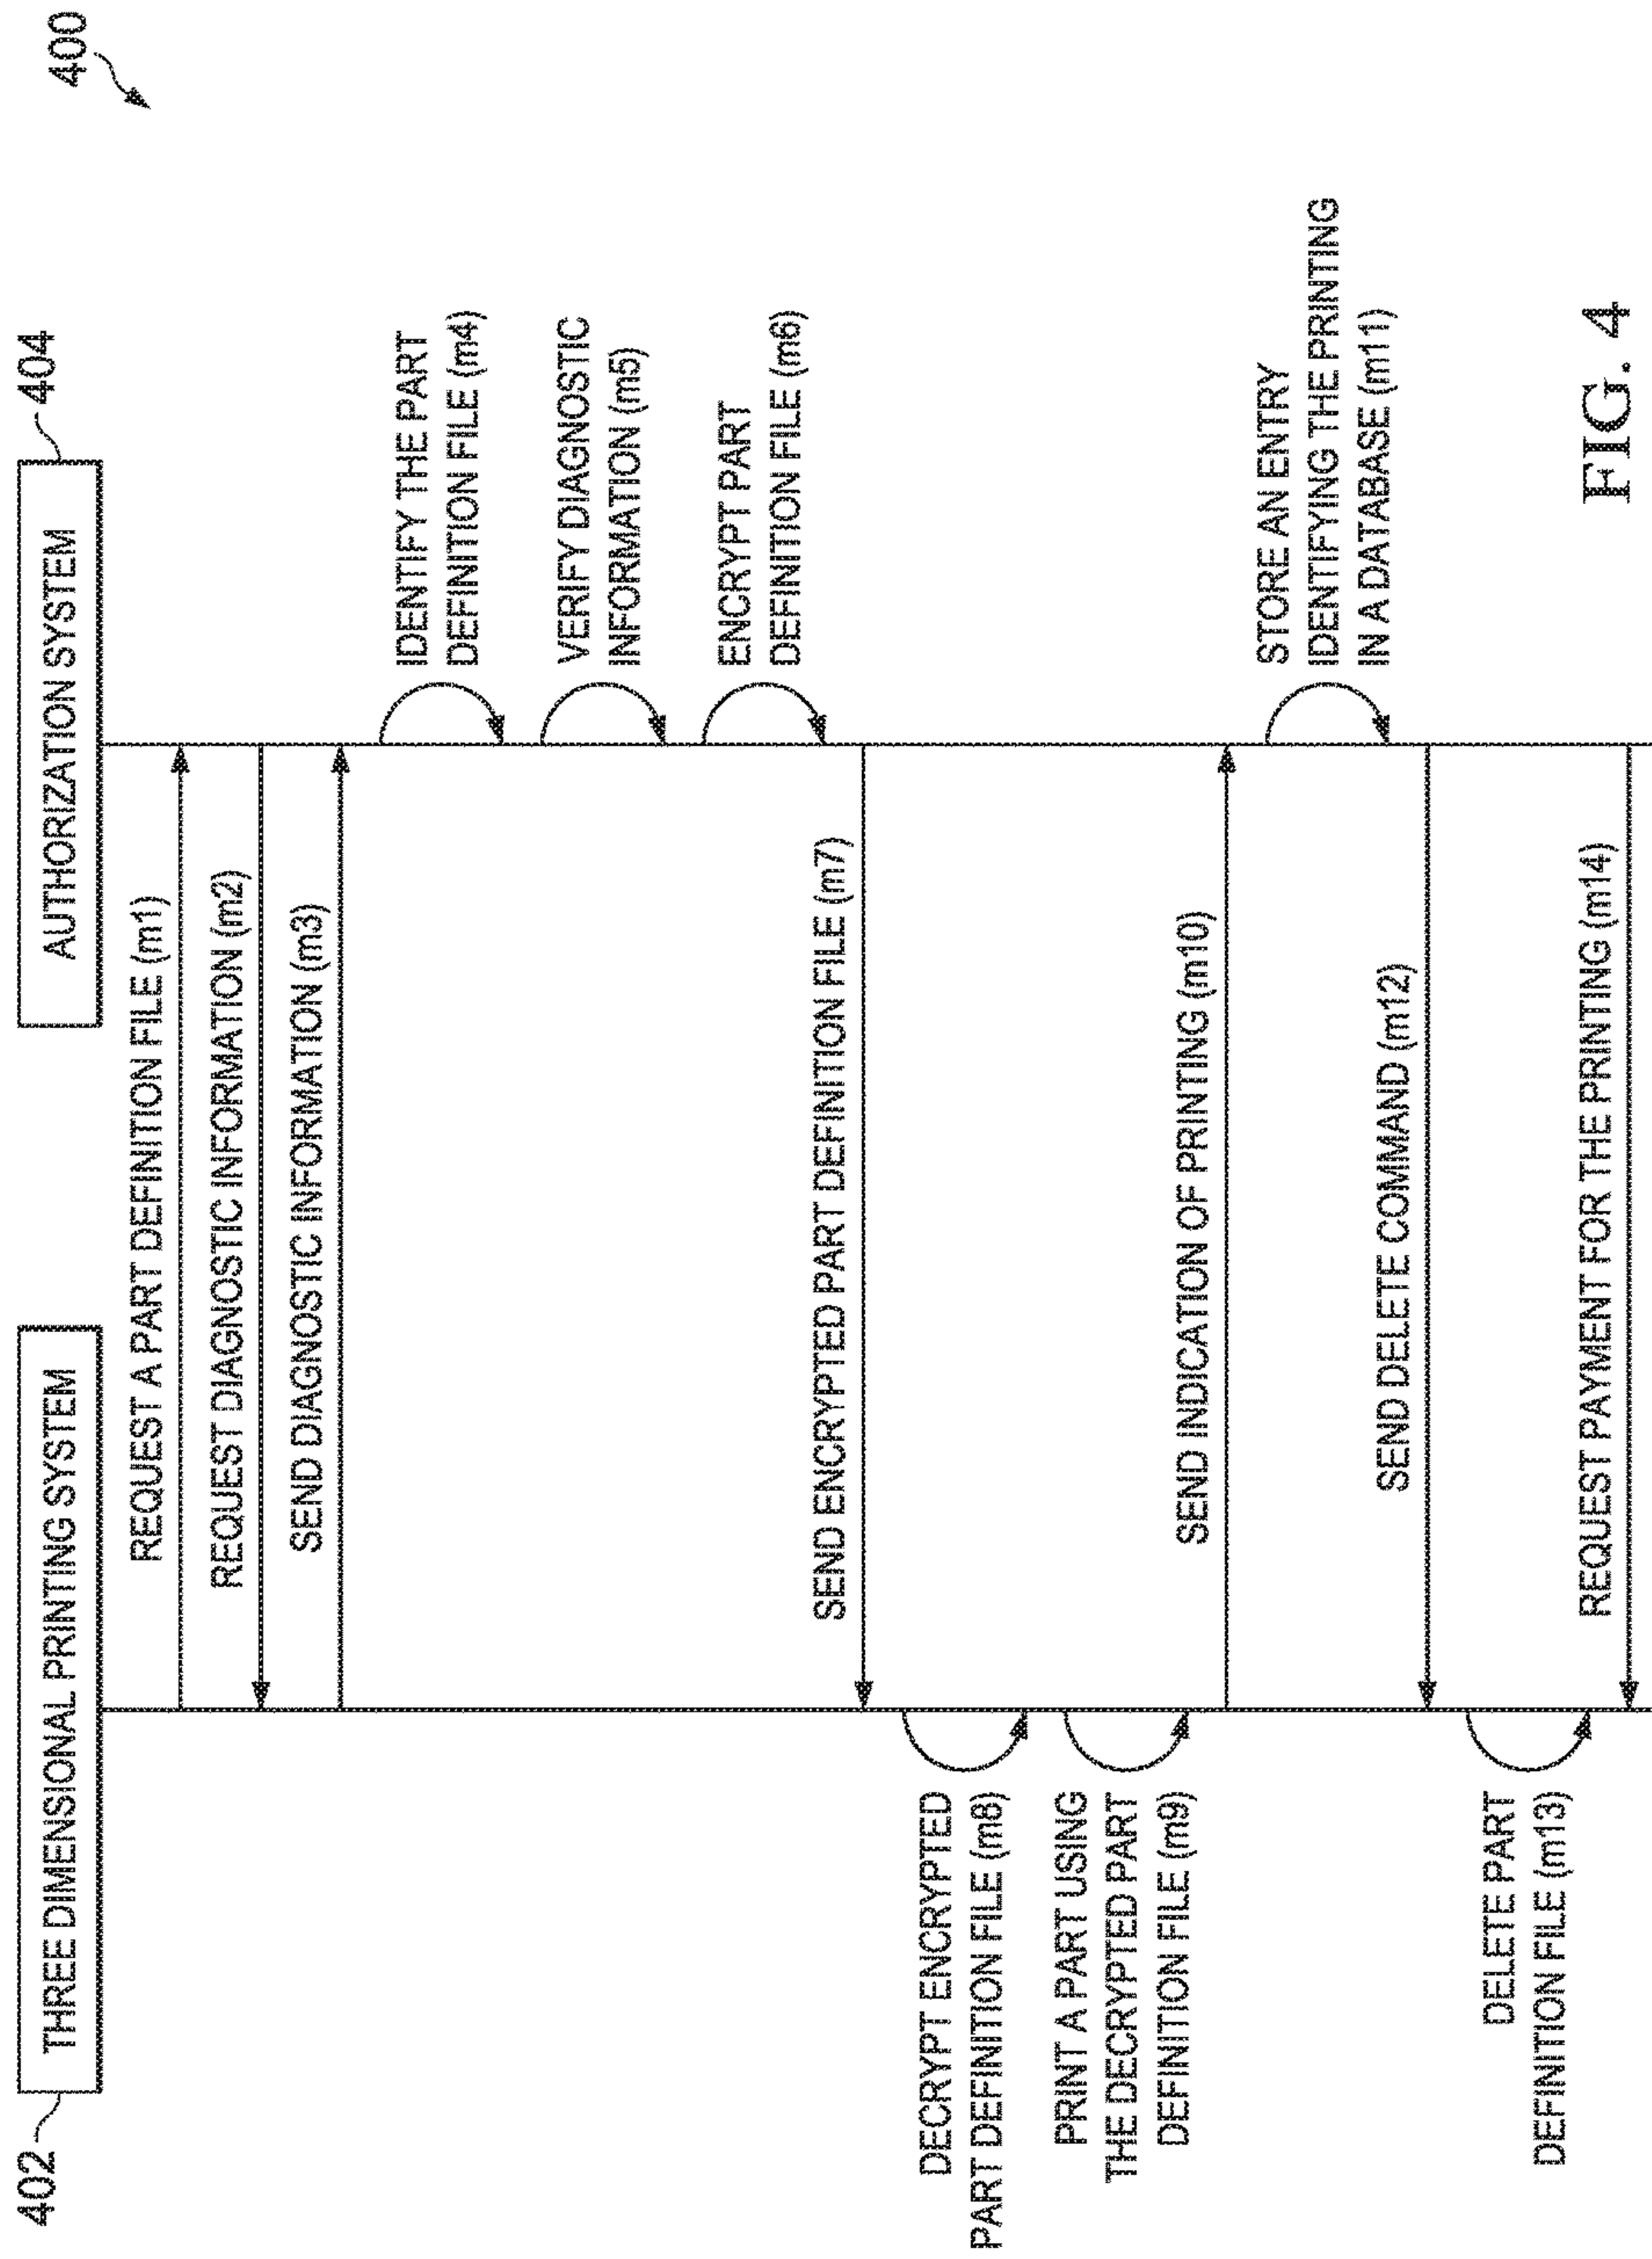 400
402
THREE DIMENSIONAL PRINTING SYSTEM
AUTHORIZATION SYSTEM
404
REQUEST A PART DEFINITION FILE (m1)
REQUEST DIAGNOSTIC INFORMATION (m2)
SEND DIAGNOSTIC INFORMATION (m3)
IDENTIFY THE PART
DEFINITION FILE (m4)
VERIFY DIAGNOSTIC
INFORMATION (m5)
ENCRYPT PART
DEFINITION FILE (m6)
SEND ENCRYPTED PART DEFINITION FILE (m7)
DECRYPT ENCRYPTED
PART DEFINITION FILE (m8)
PRINT A PART USING
THE DECRYPTED PART
DEFINITION FILE (m9)
SEND INDICATION OF PRINTING (m10)
STORE AN ENTRY
IDENTIFYING THE PRINTING
IN A DATABASE (m11)
SEND DELETE COMMAND (m12)
DELETE PART
DEFINITION FILE (m13)
REQUEST PAYMENT FOR THE PRINTING (m14)
FIG. 4